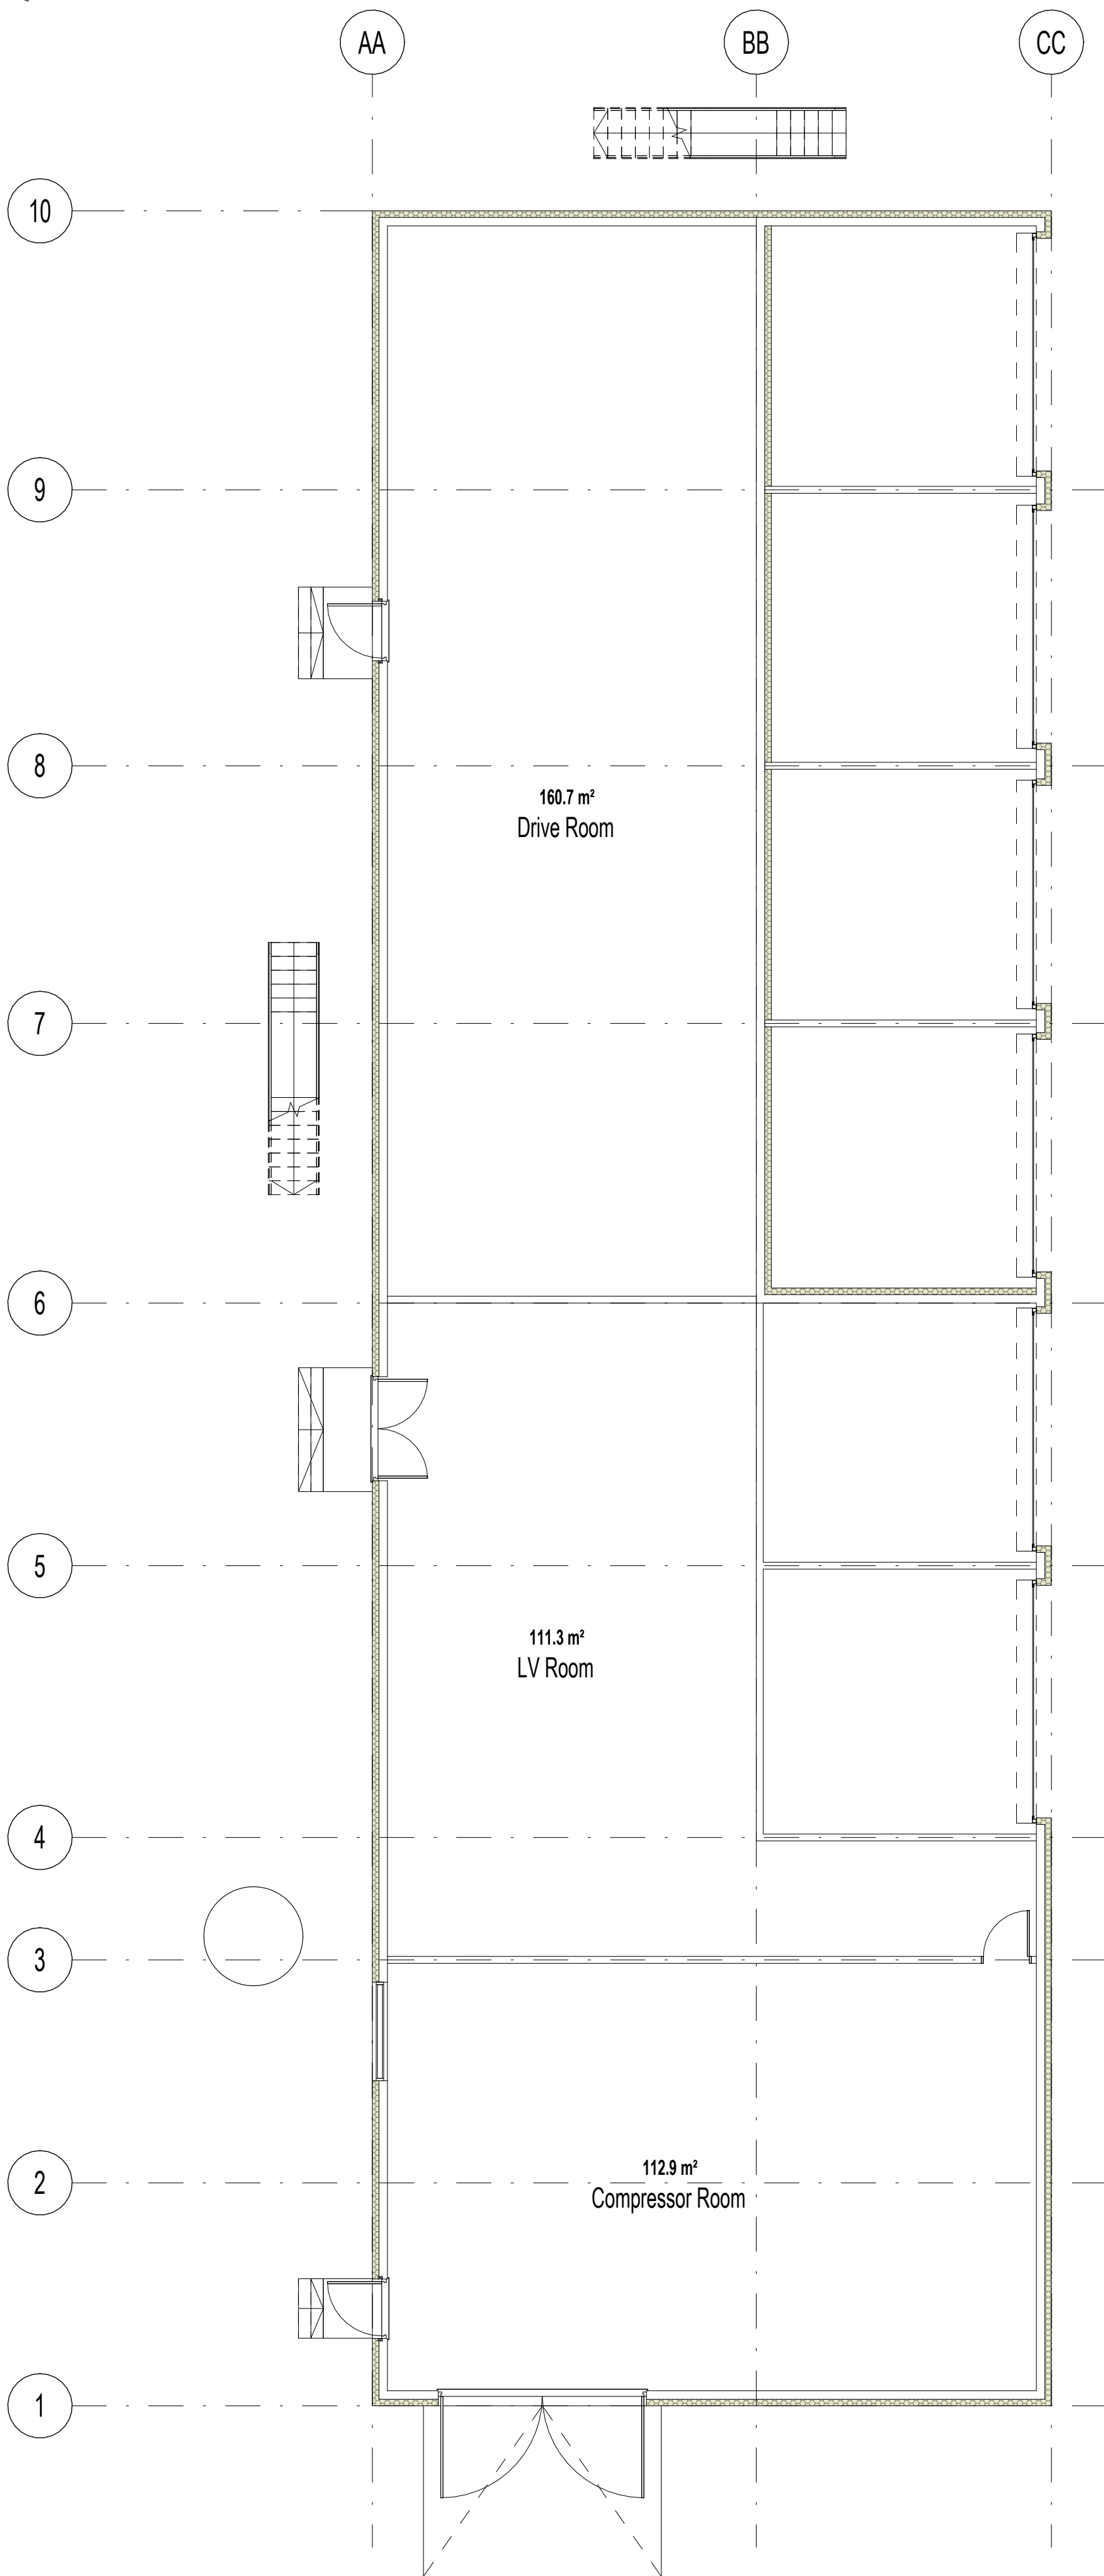 AA
BB
CC
10
9
8
160.7 m²
Drive Room
7
6
5
111.3 m²
LV Room
4
3
112.9 m²
2
Compressor Room
1